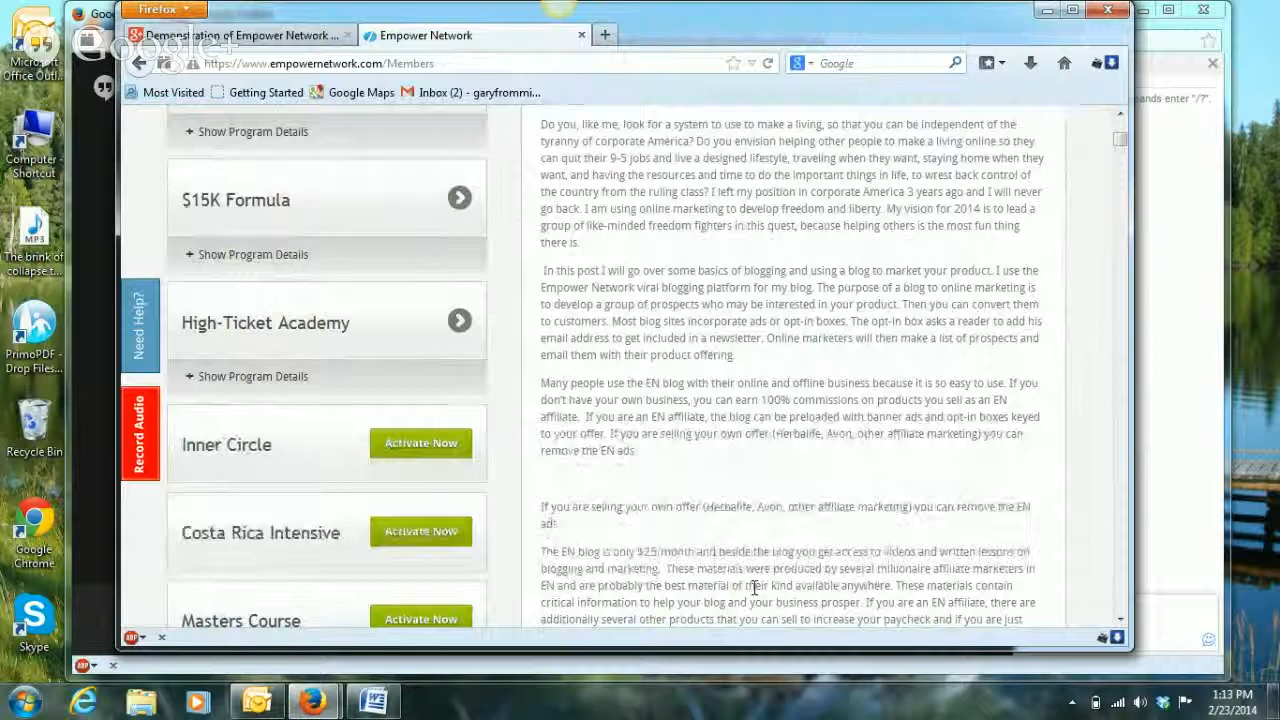 Firefox
Goo
Google+
Demonstration of Empower Network ...
Empower Network
https://www.empowernetwork.com/Members
Google
Most Visited
Getting Started
Google Maps
Inbox (2) - garyfrommi...
ands enter "/?".
Microsoft
Office Outl...
Computer -
Shortcut
MP3
The brink of
collapse t...
PrimoPDF -
Drop Files...
Recycle Bin
Google
Chrome
Skype
Need Help?
Record Audio
+ Show Program Details
$15K Formula
+ Show Program Details
High-Ticket Academy
+ Show Program Details
Inner Circle
Activate Now
Costa Rica Intensive
Activate Now
Masters Course
Activate Now
Do you, like me, look for a system to use to make a living, so that you can be independent of the
tyranny of corporate America? Do you envision helping other people to make a living online so they
can quit their 9-5 jobs and live a designed lifestyle, traveling when they want, staying home when they
want, and having the resources and time to do the important things in life, to wrest back control of
the country from the ruling class? I left my position in corporate America 3 years ago and I will never
go back. I am using online marketing to develop freedom and liberty. My vision for 2014 is to lead a
group of like-minded freedom fighters in this quest, because helping others is the most fun thing
there is.
In this post I will go over some basics of blogging and using a blog to market your product. I use the
Empower Network viral blogging platform for my blog. The purpose of a blog to online marketing is
to develop a group of prospects who may be interested in your product. Then you can convert them
to customers. Most blog sites incorporate ads or opt-in boxes. The opt-in box asks a reader to add his
email address to get included in a newsletter. Online marketers will then make a list of prospects and
email them with their product offering.
Many people use the EN blog with their online and offline business because it is so easy to use. If you
don't have your own business, you can earn 100% commissions on products you sell as an EN
affiliate. If you are an EN affiliate, the blog can be preloaded with banner ads and opt-in boxes keyed
to your offer. If you are selling your own offer (Herbalife, Avon, other affiliate marketing) you can
remove the EN ads
If you are selling your own offer (Herbalife, Avon, other affiliate marketing) you can remove the EN
ads
The EN blog is only $25/month and beside the blog you get access to videos and written lessons on
blogging and marketing. These materials were produced by several millionaire affiliate marketers in
EN and are probably the best material of their kind available anywhere. These materials contain
critical information to help your blog and your business prosper. If you are an EN affiliate, there are
additionally several other products that you can sell to increase your paycheck and if you are just
ABP
ABP
1:13 PM
2/23/2014